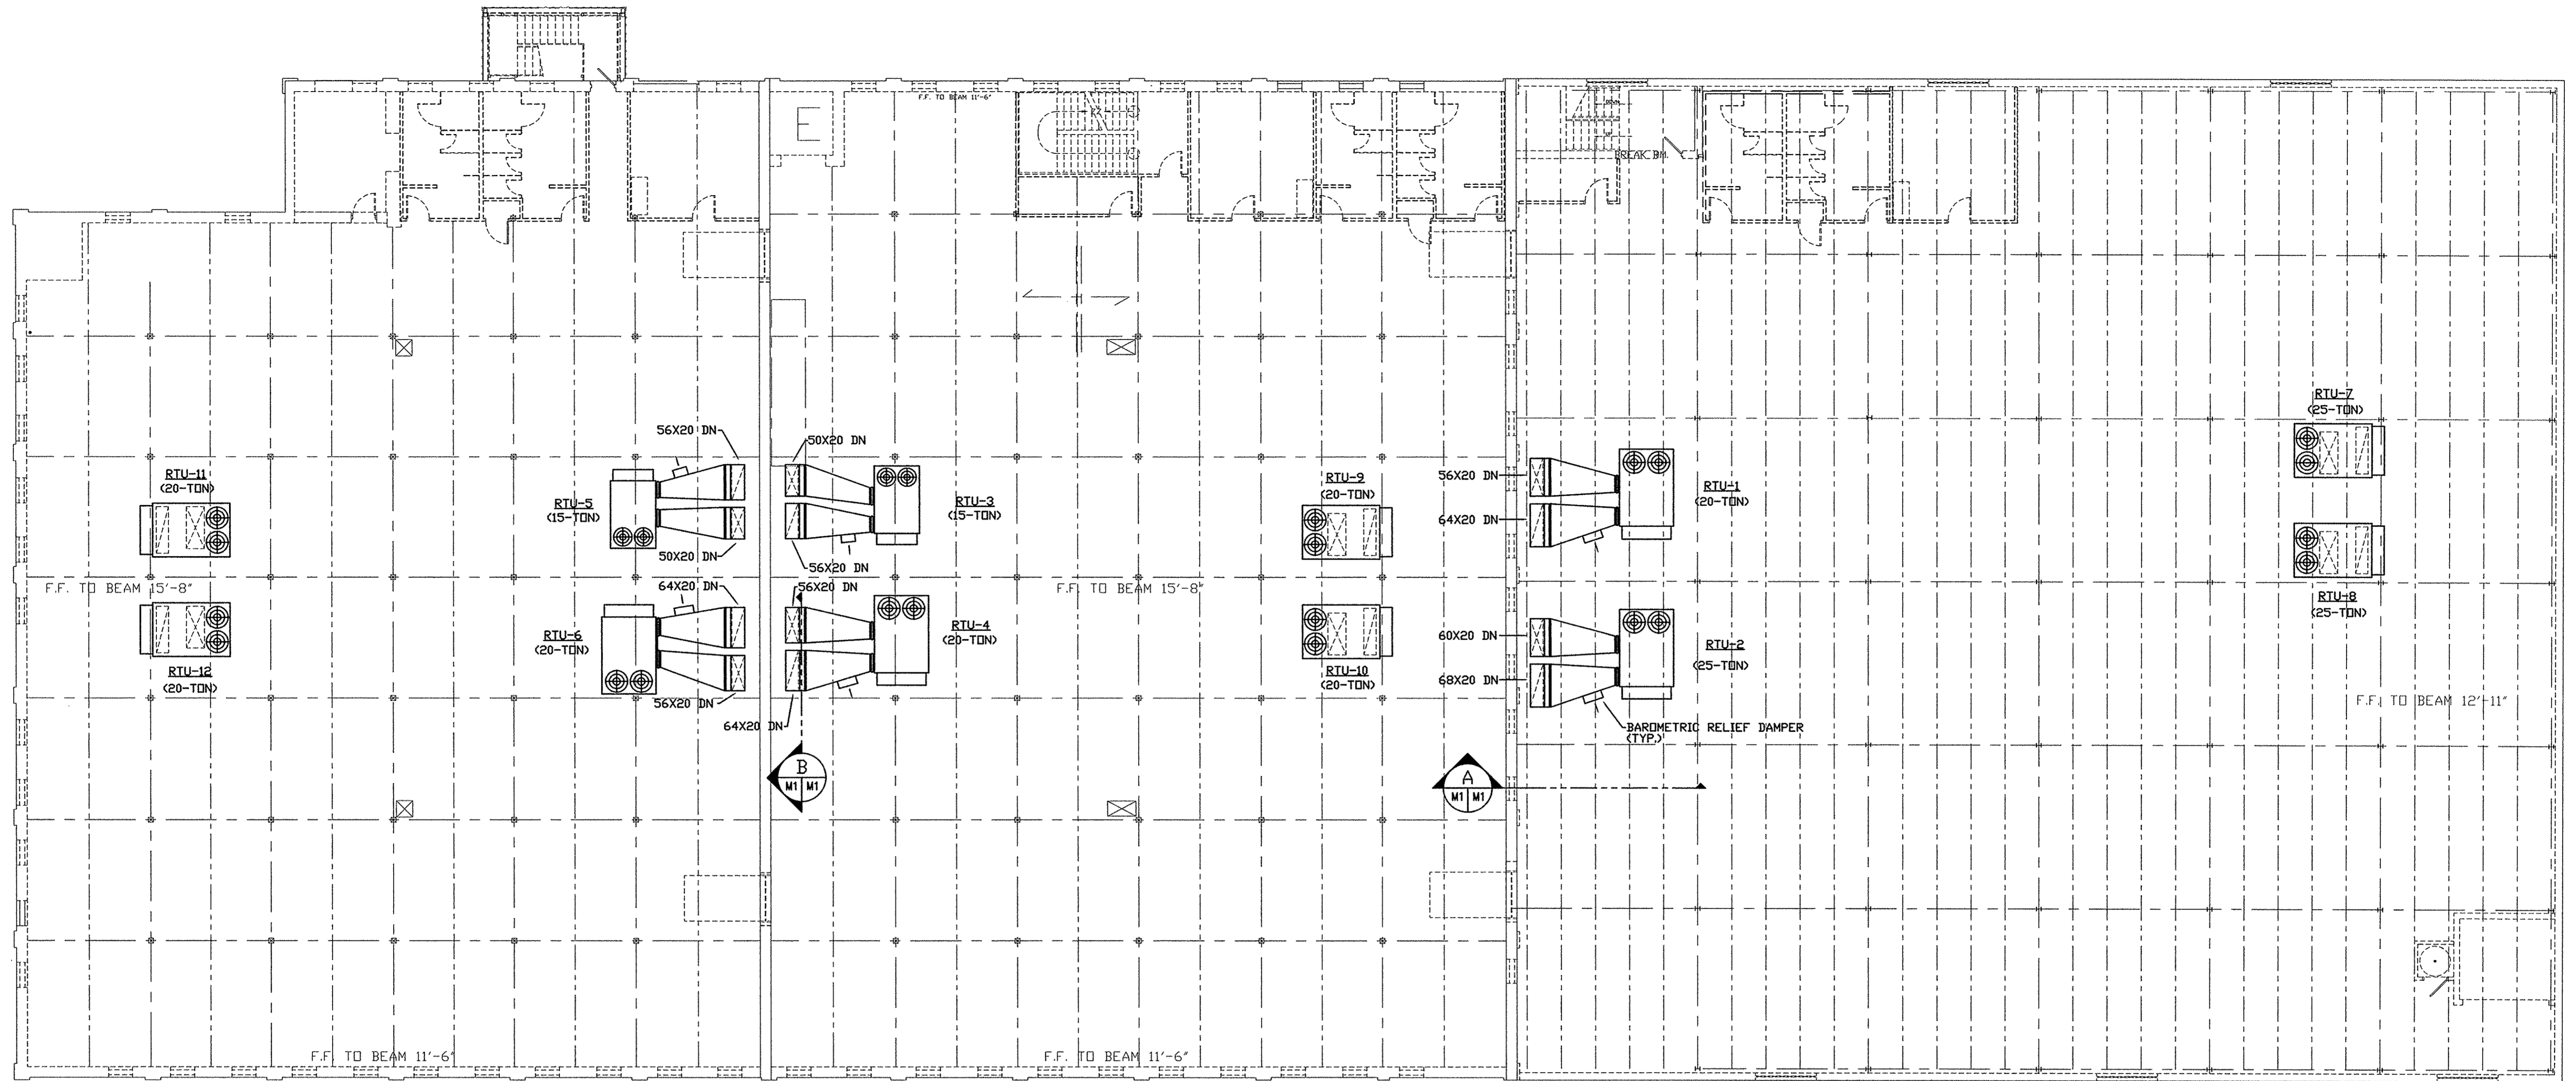 F.F. TO BEAM 11'-6"
E
BREAK RM.
RTU-7
(25-TON)
56X20 DN
50X20 DN
RTU-11
(20-TON)
RTU-5
(15-TON)
RTU-3
(15-TON)
RTU-9
(20-TON)
56X20 DN
RTU-1
(20-TON)
64X20 DN
50X20 DN
56X20 DN
F.F. TO BEAM 15'-8"
64X20 DN
56X20 DN
F.F. TO BEAM 15'-8"
RTU-8
(25-TON)
RTU-6
(20-TON)
RTU-4
(20-TON)
60X20 DN
RTU-2
(25-TON)
RTU-12
(20-TON)
RTU-10
(20-TON)
68X20 DN
56X20 DN
64X20 DN
F.F. TO BEAM 12'-11"
BAROMETRIC RELIEF DAMPER
(TYP.)
B
M1 M1
A
M1 M1
F.F. TO BEAM 11'-6"
F.F. TO BEAM 11'-6"